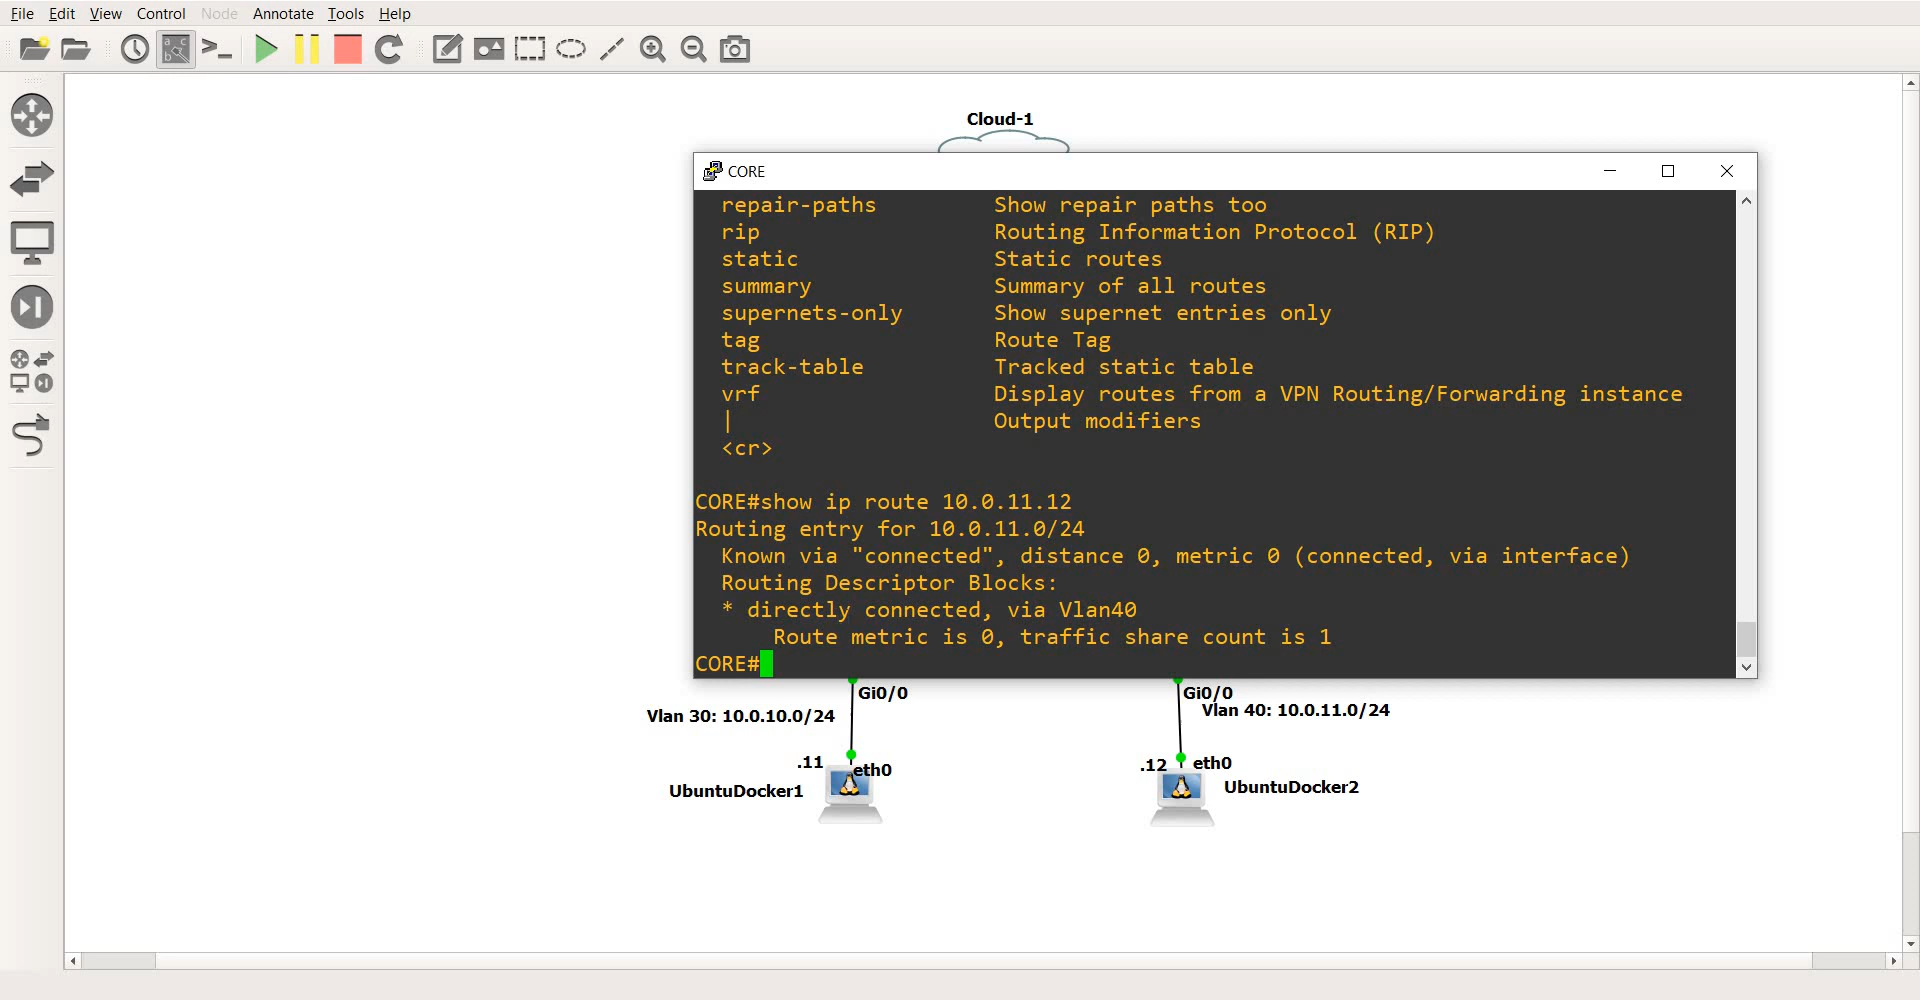 File Edit View Control Node Annotate Tools Help
Cloud-1
CORE
repair-paths Show repair paths too
rip Routing Information Protocol (RIP)
static Static routes
summary Summary of all routes
supernets-only Show supernet entries only
tag Route Tag
track-table Tracked static table
vrf Display routes from a VPN Routing/Forwarding instance
| Output modifiers
<cr>
CORE#show ip route 10.0.11.12
Routing entry for 10.0.11.0/24
Known via "connected", distance 0, metric 0 (connected, via interface)
Routing Descriptor Blocks:
* directly connected, via Vlan40
Route metric is 0, traffic share count is 1
CORE#
Gi0/0 Gi0/0
Vlan 30: 10.0.10.0/24 Vlan 40: 10.0.11.0/24
.11 eth0 .12 eth0
UbuntuDocker1 UbuntuDocker2